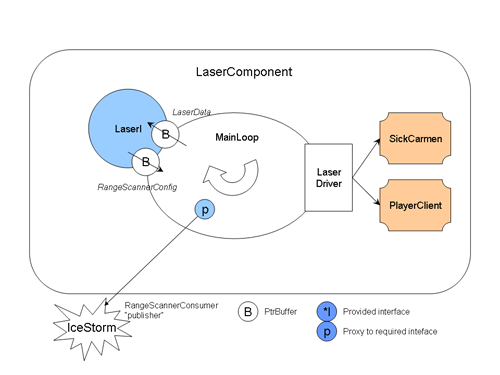 LaserComponent
LaserI
LaserData
B
MainLoop
B
RangeScannerConfig
p
Laser
Driver
SickCarmen
PlayerClient
RangeScannerConsumer
"publisher"
IceStorm
B
PtrBuffer
*I
Provided interface
p
Proxy to required inteface